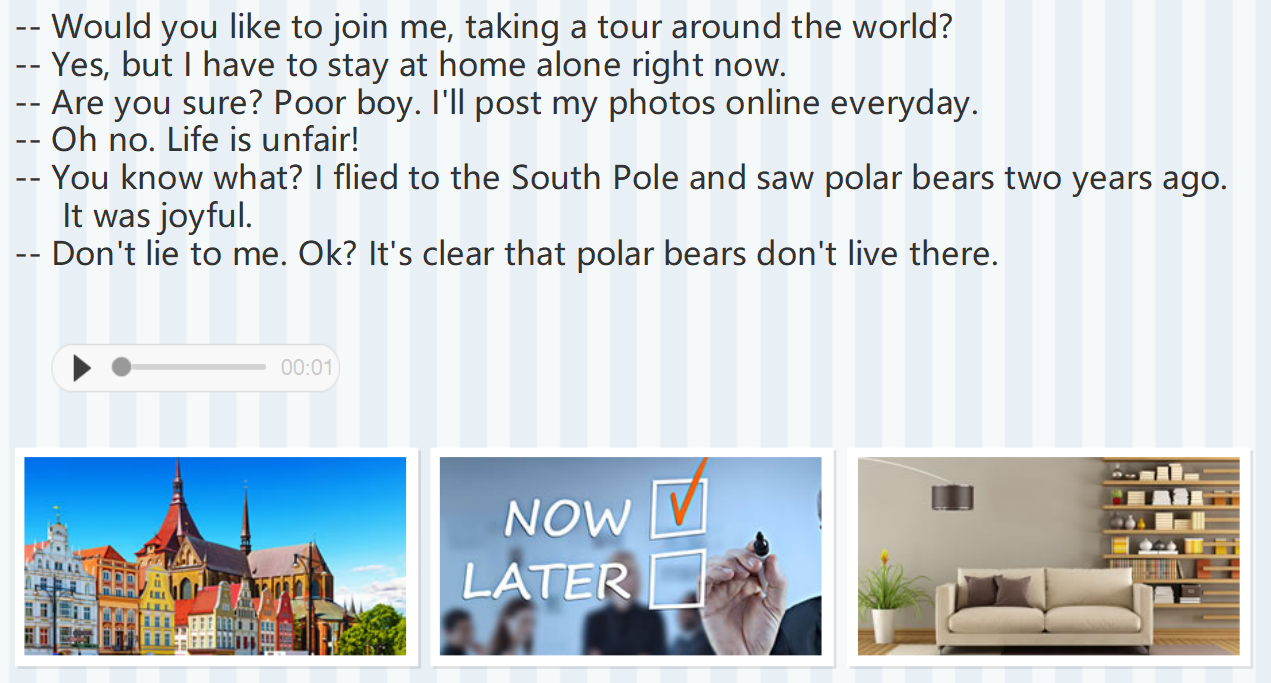 -- Would you like to join me, taking a tour around the world?
-- Yes, but I have to stay at home alone right now.
-- Are you sure? Poor boy. I'll post my photos online everyday.
-- Oh no. Life is unfair!
-- You know what? I flied to the South Pole and saw polar bears two years ago.
It was joyful.
-- Don't lie to me. Ok? It's clear that polar bears don't live there.
00:01
NOW
LATER